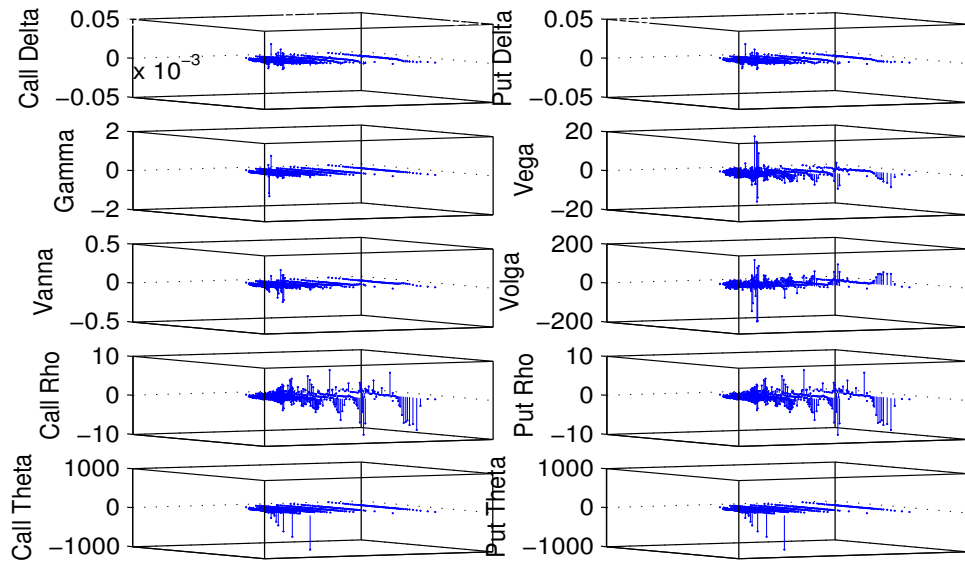 0.05
0
−0.05
Call Delta
x 10−3
0.05
0
−0.05
Put Delta
2
0
−2
Gamma
20
0
−20
Vega
0.5
0
−0.5
Vanna
200
0
−200
Volga
10
0
−10
Call Rho
10
0
−10
Put Rho
1000
0
−1000
Call Theta
1000
0
−1000
Put Theta